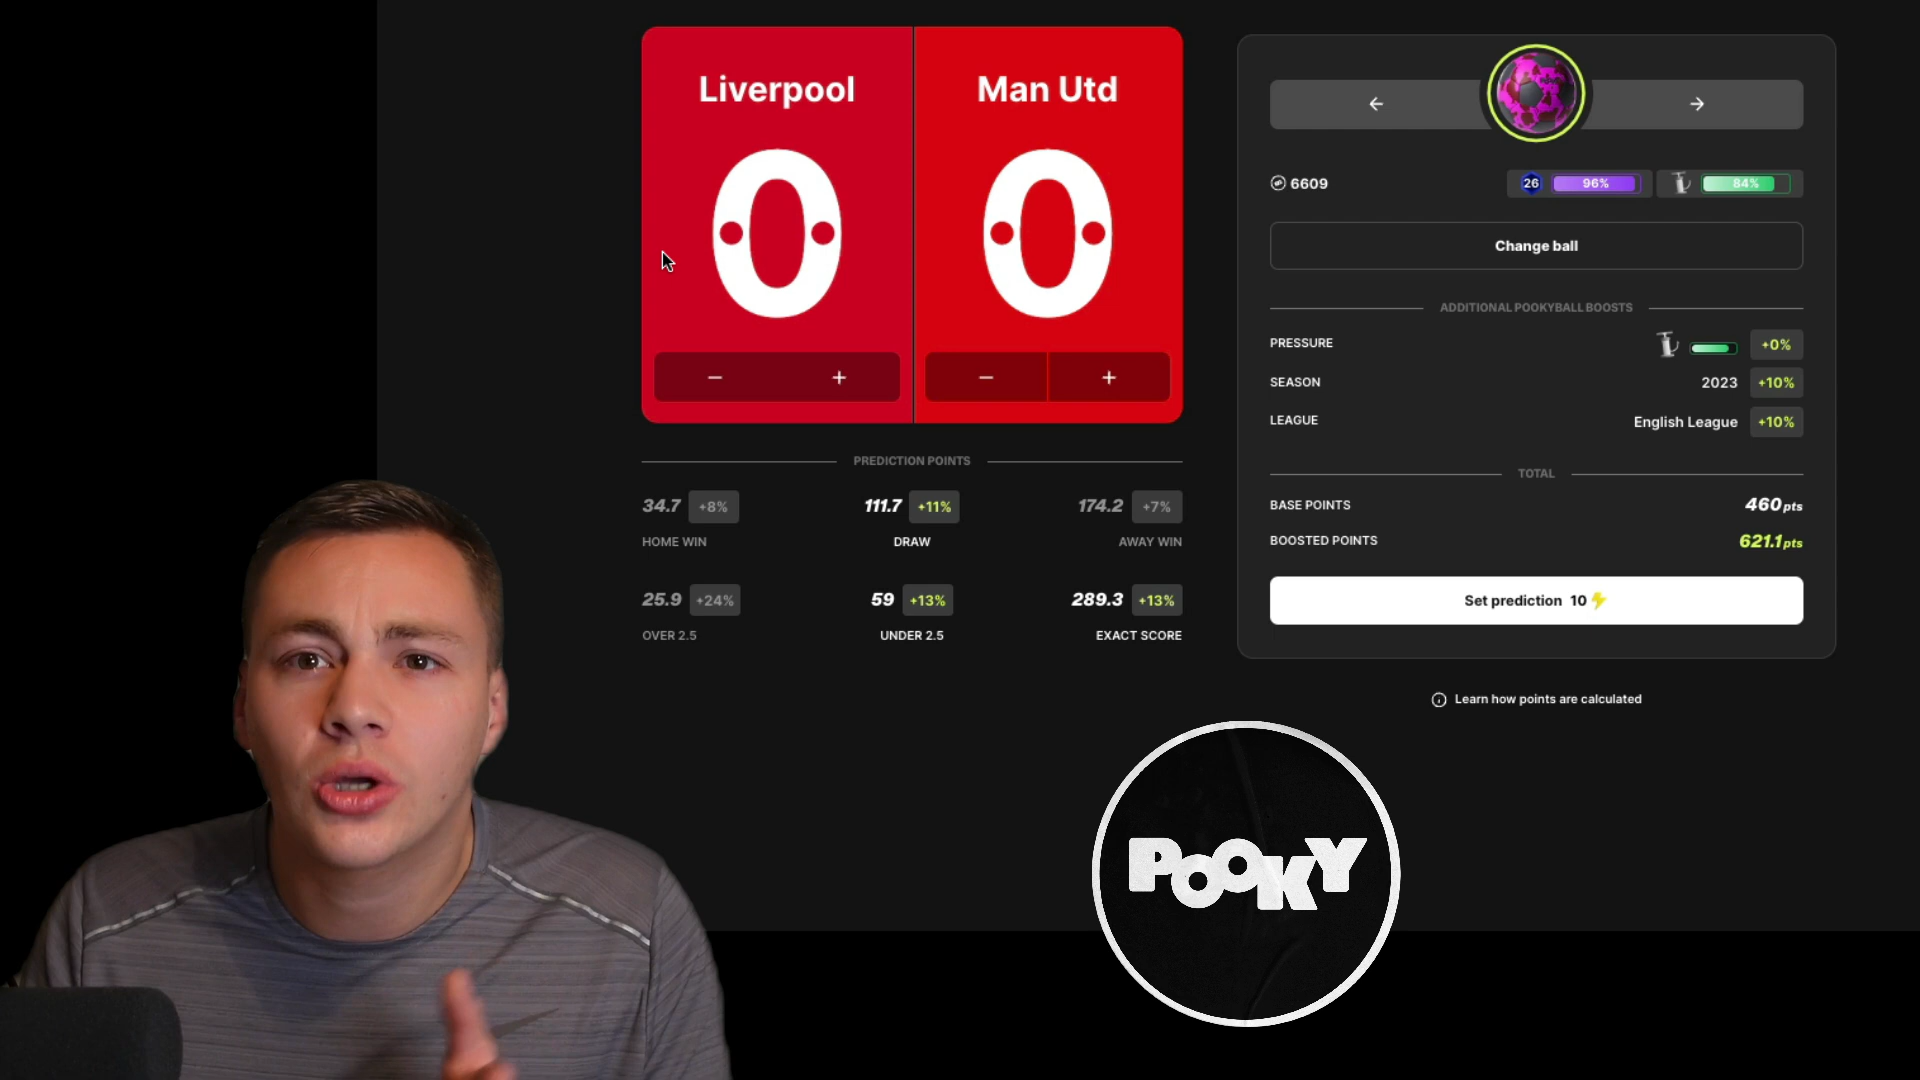 Liverpool
Man Utd
0
0
−
+
−
+
PREDICTION POINTS
34.7 +8%
111.7 +11%
174.2 +7%
HOME WIN
DRAW
AWAY WIN
25.9 +24%
59 +13%
289.3 +13%
OVER 2.5
UNDER 2.5
EXACT SCORE
←
→
6609
26 96%
84%
Change ball
ADDITIONAL POOKYBALL BOOSTS
PRESSURE +0%
SEASON 2023 +10%
LEAGUE English League +10%
TOTAL
BASE POINTS 460pts
BOOSTED POINTS 621.1pts
Set prediction 10
Learn how points are calculated
POOKY